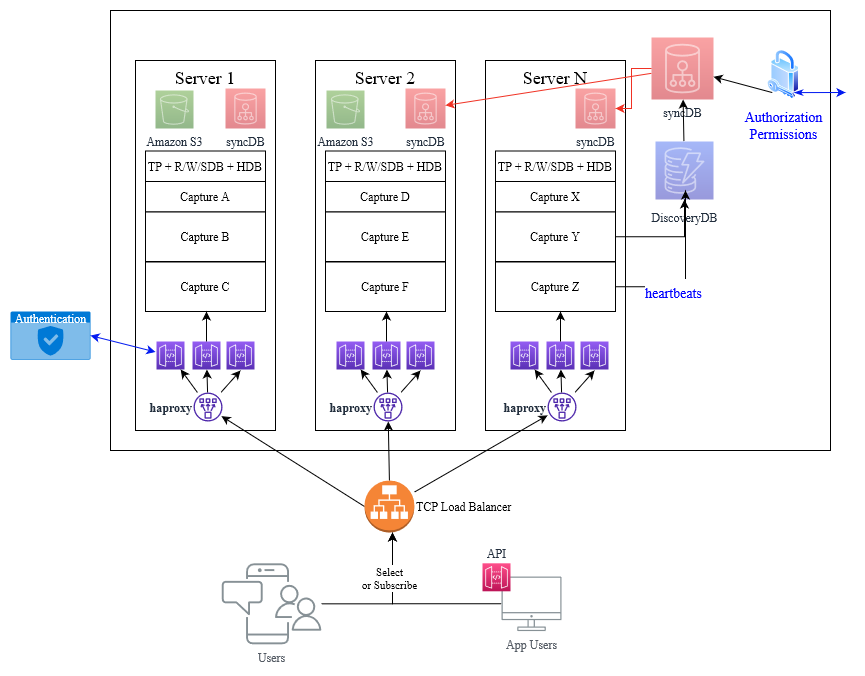 Server 1
Server 2
Server N
Amazon S3
syncDB
Amazon S3
syncDB
syncDB
syncDB
Authorization
Permissions
TP + R/W/SDB + HDB
TP + R/W/SDB + HDB
TP + R/W/SDB + HDB
Capture A
Capture D
Capture X
DiscoveryDB
Capture B
Capture E
Capture Y
Capture C
Capture F
Capture Z
heartbeats
Authentication
haproxy
haproxy
haproxy
TCP Load Balancer
API
Select
or Subscribe
Users
App Users